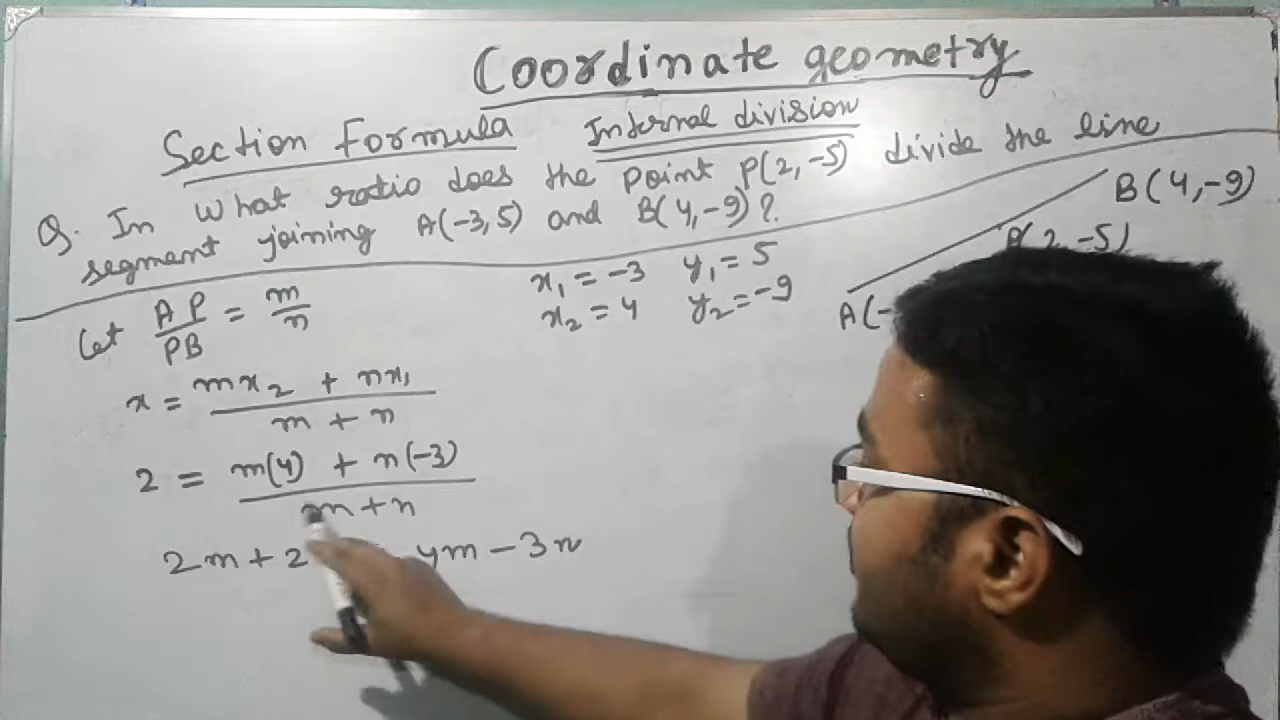 Coordinate geometry
Section Formula Internal division
Q. In What ratio does the point P(2, -5) divide the line
segment joining A(-3, 5) and B(4, -9)?
B(4, -9)
P(2, -5)
A(-
x₁ = -3 y₁ = 5
x₂ = 4 y₂ = -9
Let AP/PB = m/n
x = mx₂ + nx₁ / m + n
2 = m(4) + n(-3) / m + n
2m + 2 4m - 3n